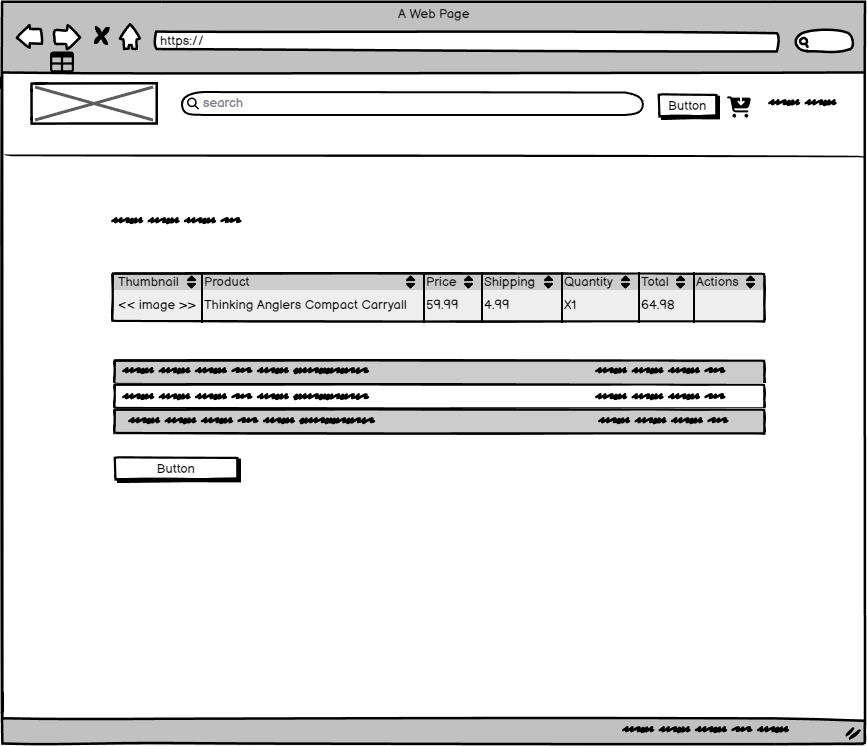 A Web Page
https://
search
Button
Thumbnail Product Price Shipping Quantity Total Actions
<< image >> Thinking Anglers Compact Carryall 59.99 4.99 X1 64.98
Button